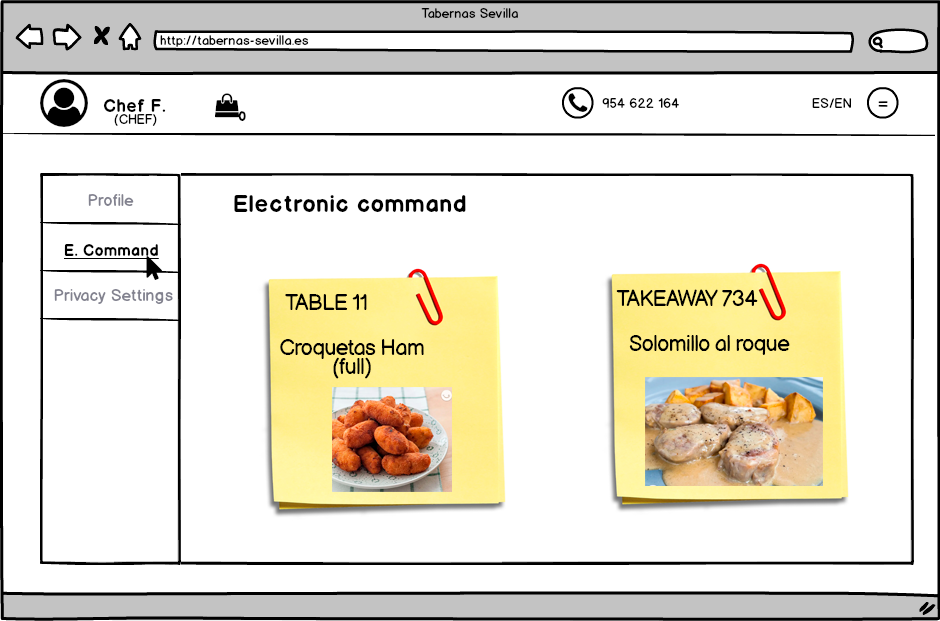 Tabernas Sevilla
http://tabernas-sevilla.es
Chef F.
(CHEF)
954 622 164
ES/EN
Profile
E. Command
Privacy Settings
Electronic command
TABLE 11
Croquetas Ham
(full)
TAKEAWAY 734
Solomillo al roque